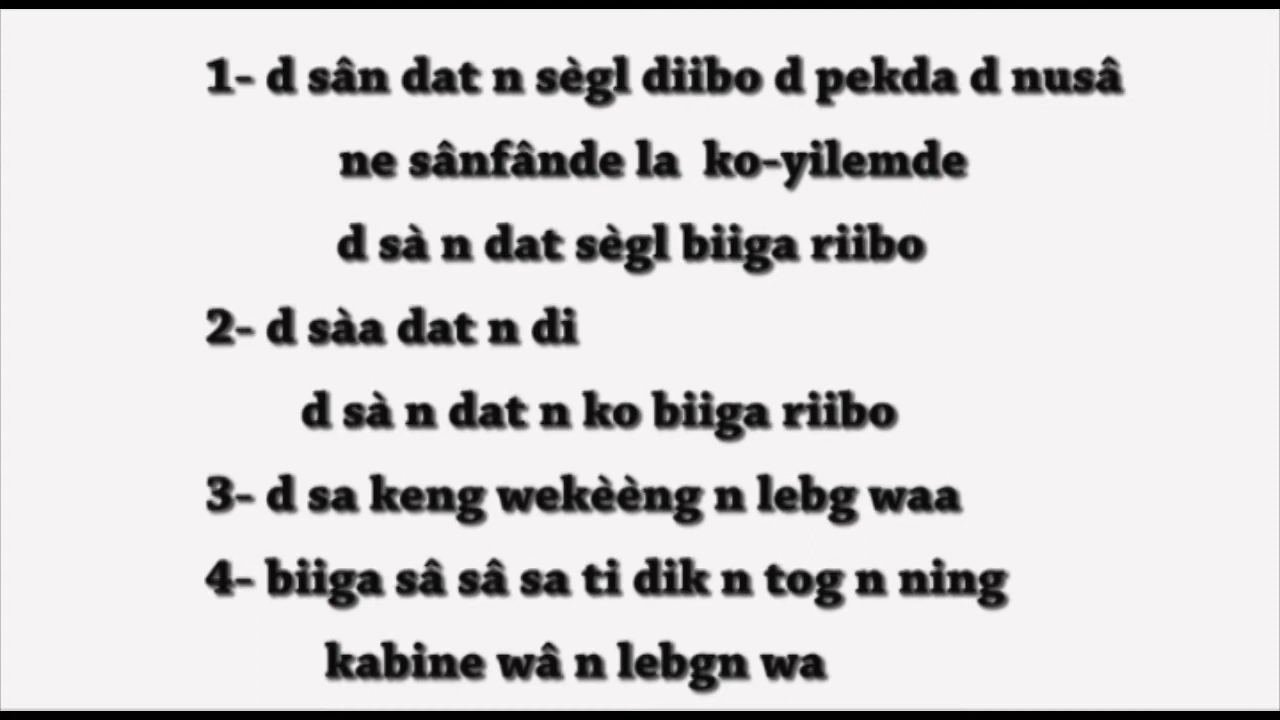 1- d sân dat n sègl diibo d pekda d nusâ
ne sânfânde la ko-yilemde
d sà n dat sègl biiga riibo
2- d sàa dat n di
d sà n dat n ko biiga riibo
3- d sa keng wekèèng n lebg waa
4- biiga sâ sâ sa ti dik n tog n ning
kabine wâ n lebgn wa